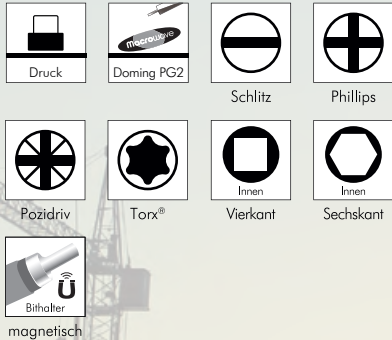 Macrowave
Druck
Doming PG2
Schlitz
Phillips
Innen
Innen
Pozidriv
Torx®
Vierkant
Sechskant
Bithalter
magnetisch